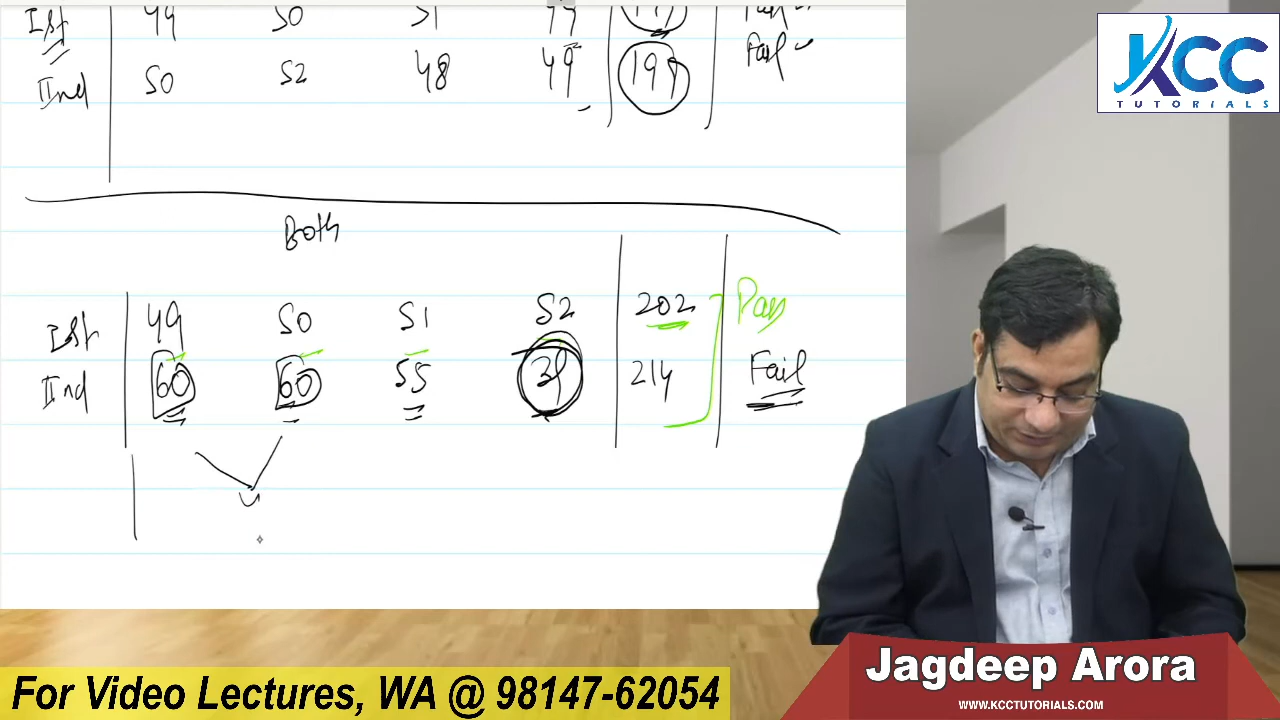 Ist 49 50 51 49
Fail
IInd 50 52 48 49 199
KCC
TUTORIALS
Both
Ist 49 50 51 52 202 Pass
IInd 60 60 55 39 214 Fail
Jagdeep Arora
WWW.KCCTUTORIALS.COM
For Video Lectures, WA @ 98147-62054